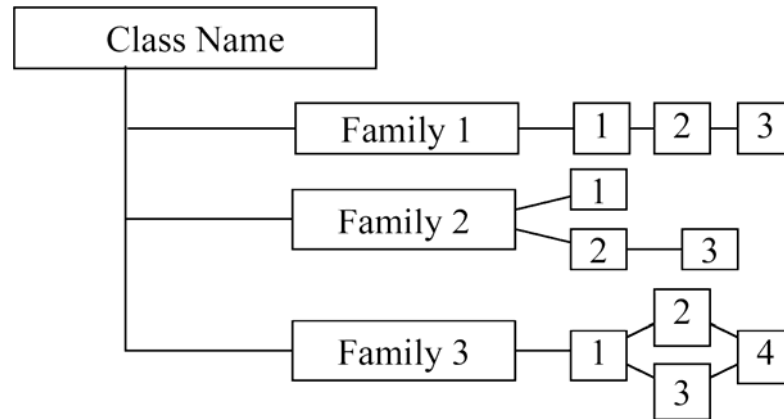 Class Name
Family 1 1 2 3
1
Family 2
2 3
2
Family 3 1 4
3